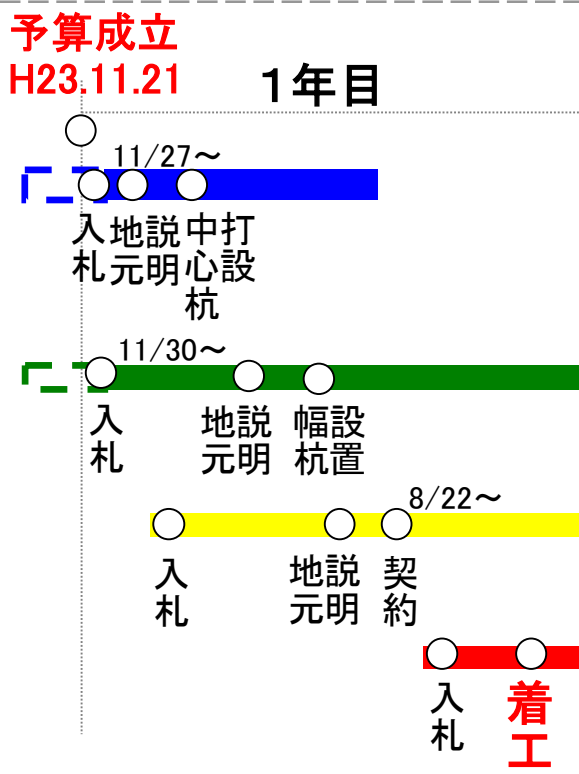 予算成立
H23.11.21
1年目
11/27～
入札
地元説明
中心杭打設
11/30～
入札
地元説明
幅杭設置
8/22～
入札
地元説明
契約
入札
着工